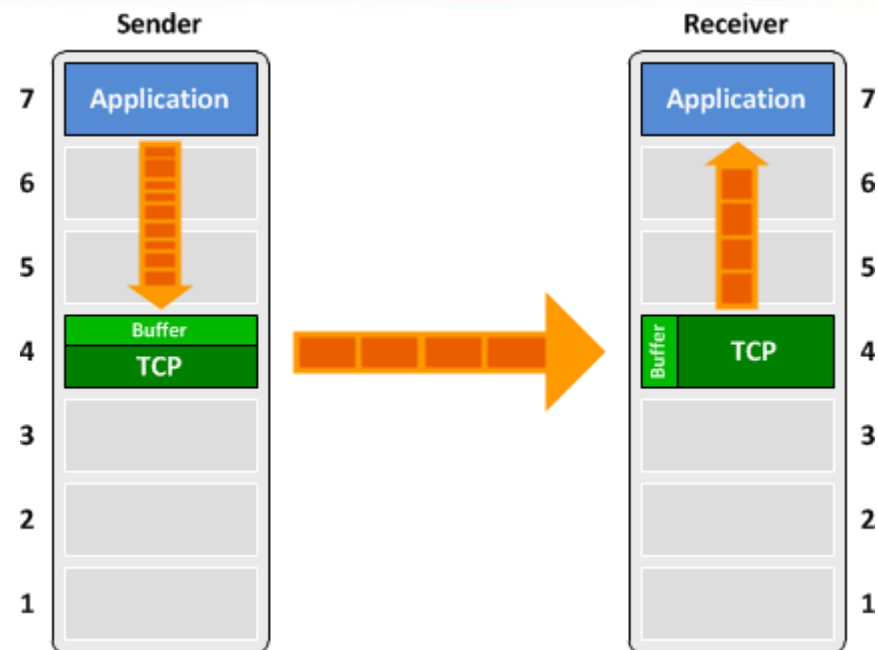 Sender Receiver
7 Application Application 7
6 6
5 5
Buffer
4 TCP Buffer TCP 4
3 3
2 2
1 1